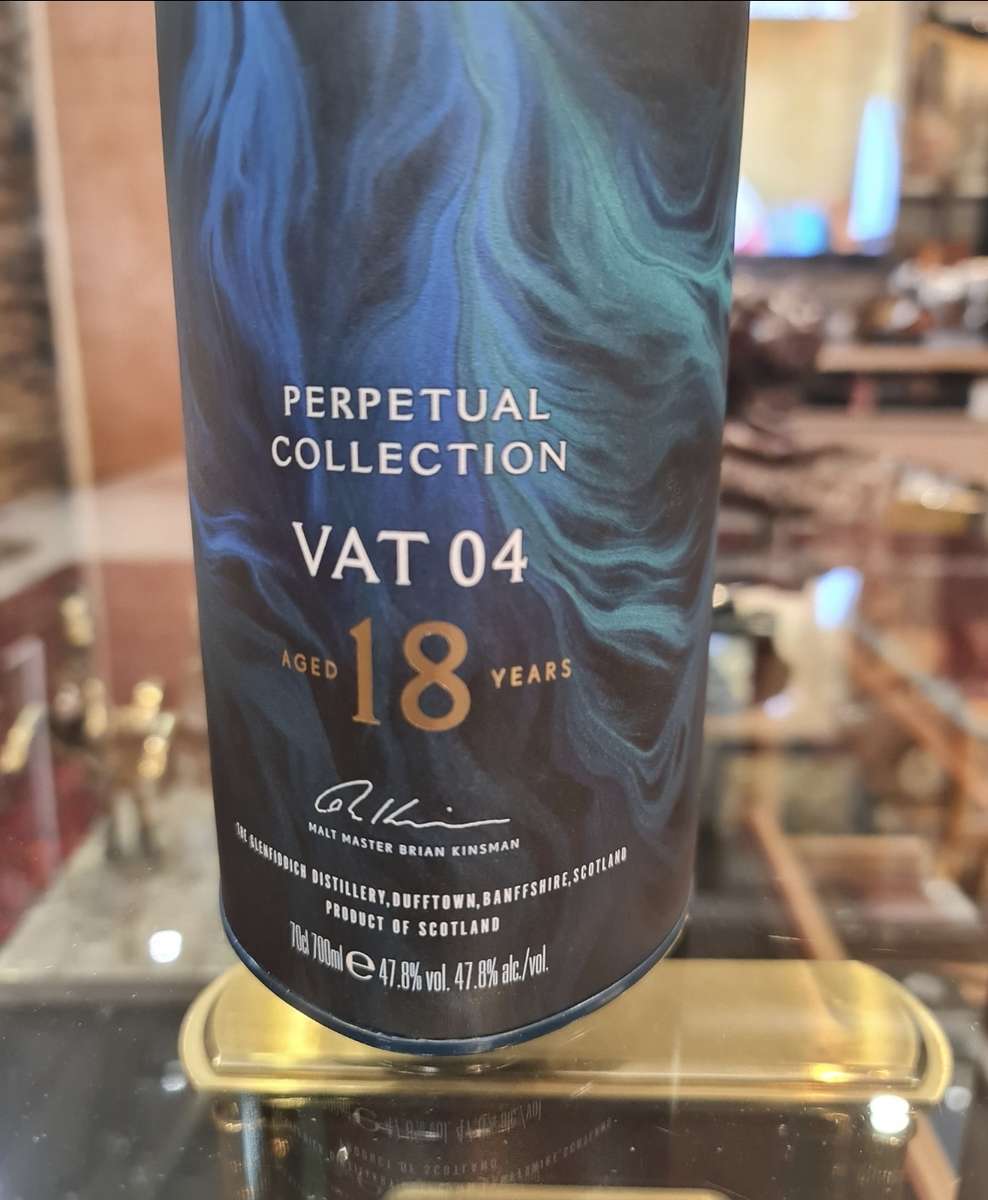 PERPETUAL
COLLECTION
VAT 04
AGED 18 YEARS
MALT MASTER BRIAN KINSMAN
THE GLENFIDDICH DISTILLERY, DUFFTOWN, BANFFSHIRE, SCOTLAND
PRODUCT OF SCOTLAND
70cl 700ml e 47.8% vol. 47.8% alc./vol.